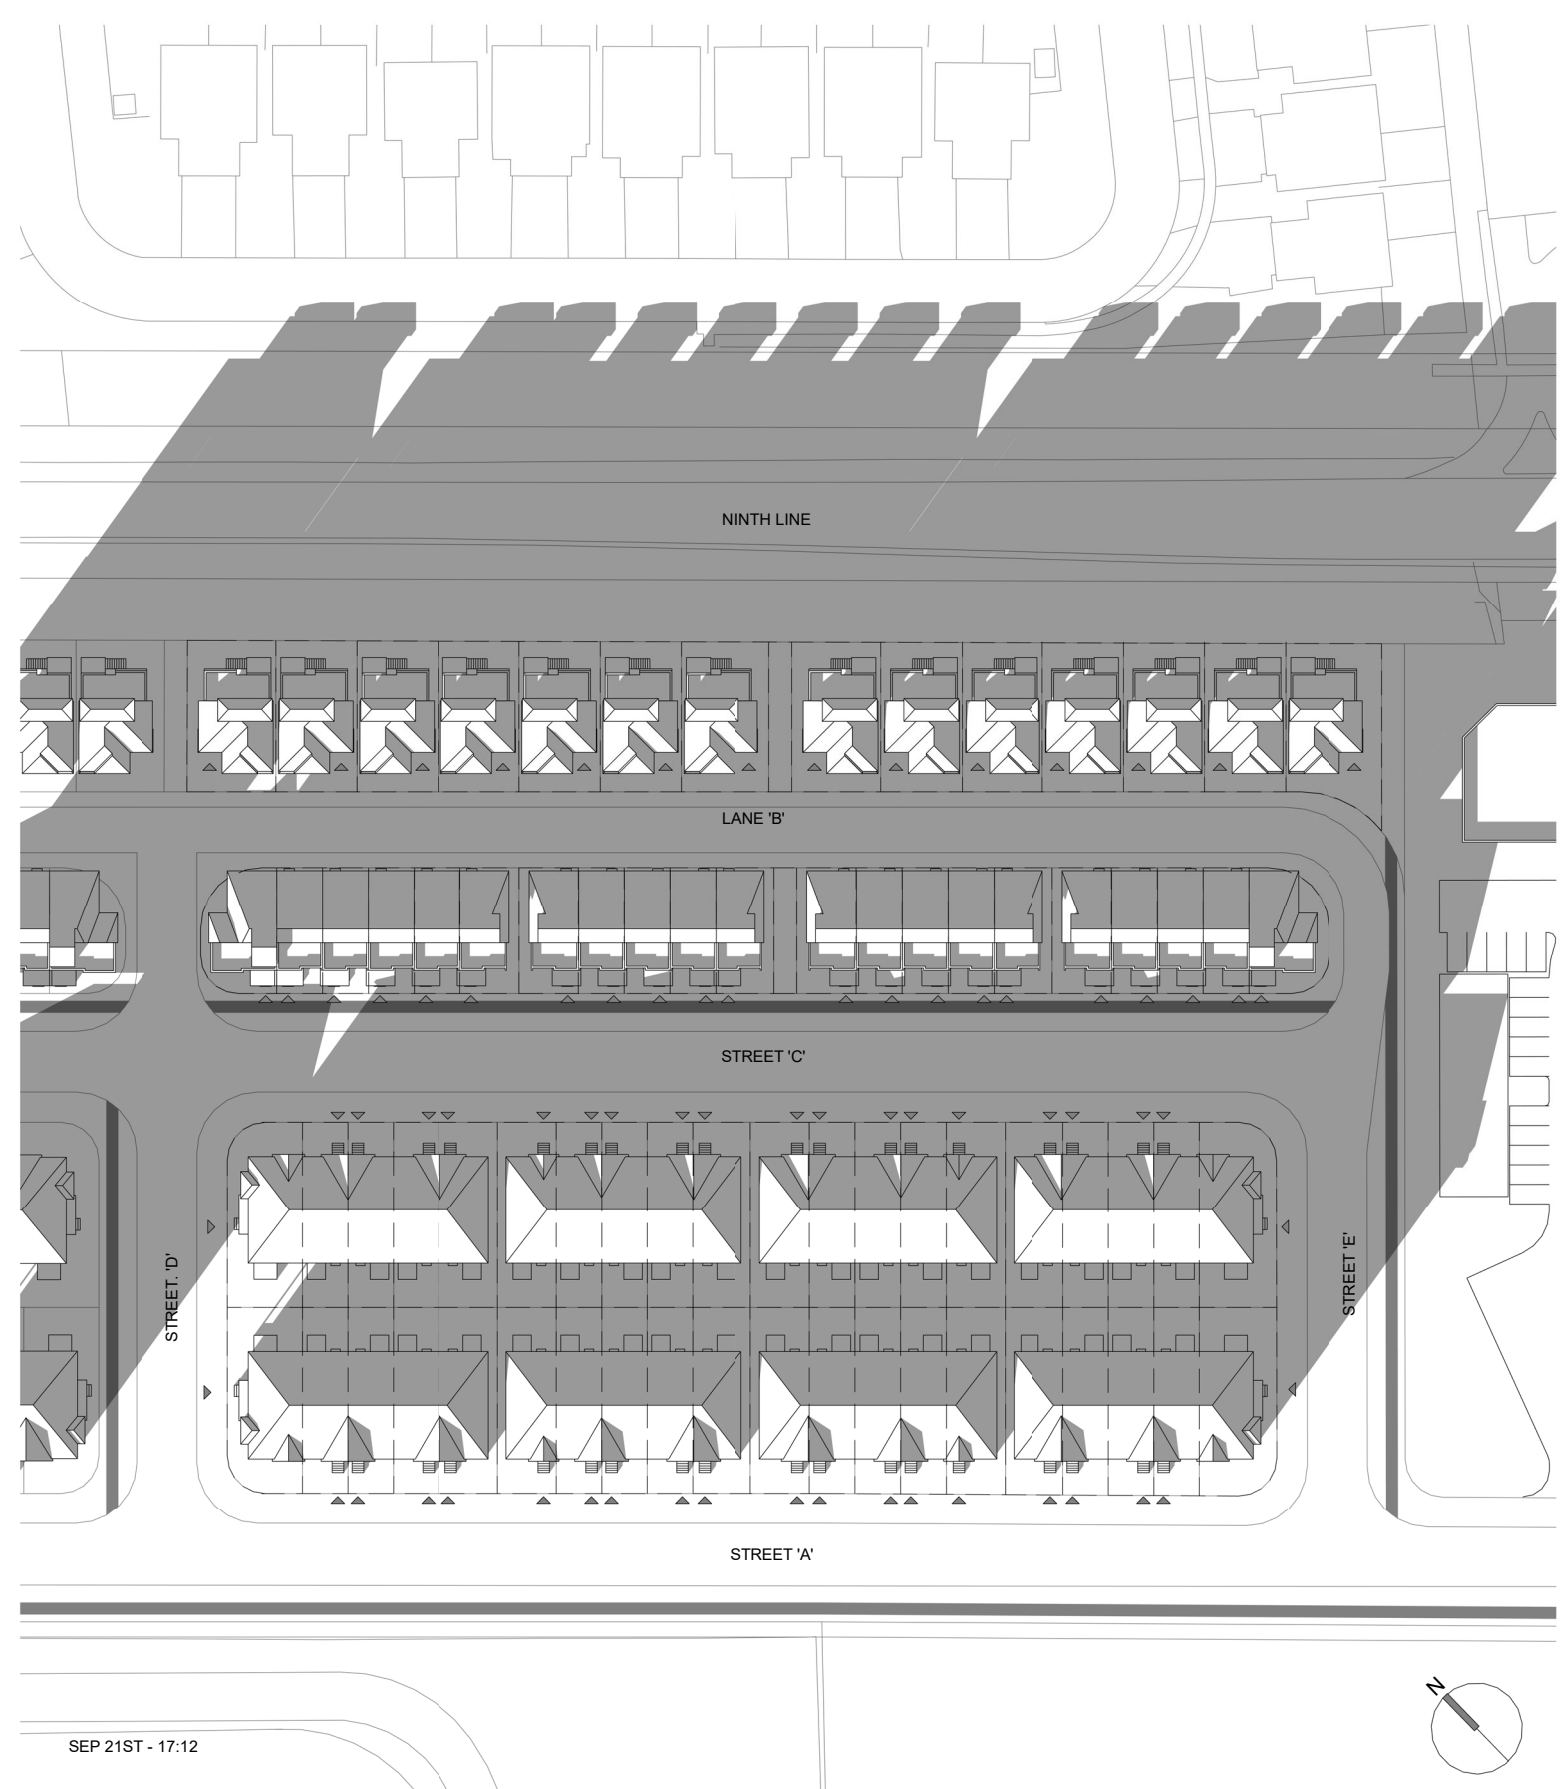 NINTH LINE
LANE 'B'
STREET 'C'
STREET. 'D'
STREET 'E'
STREET 'A'
N
SEP 21ST - 17:12